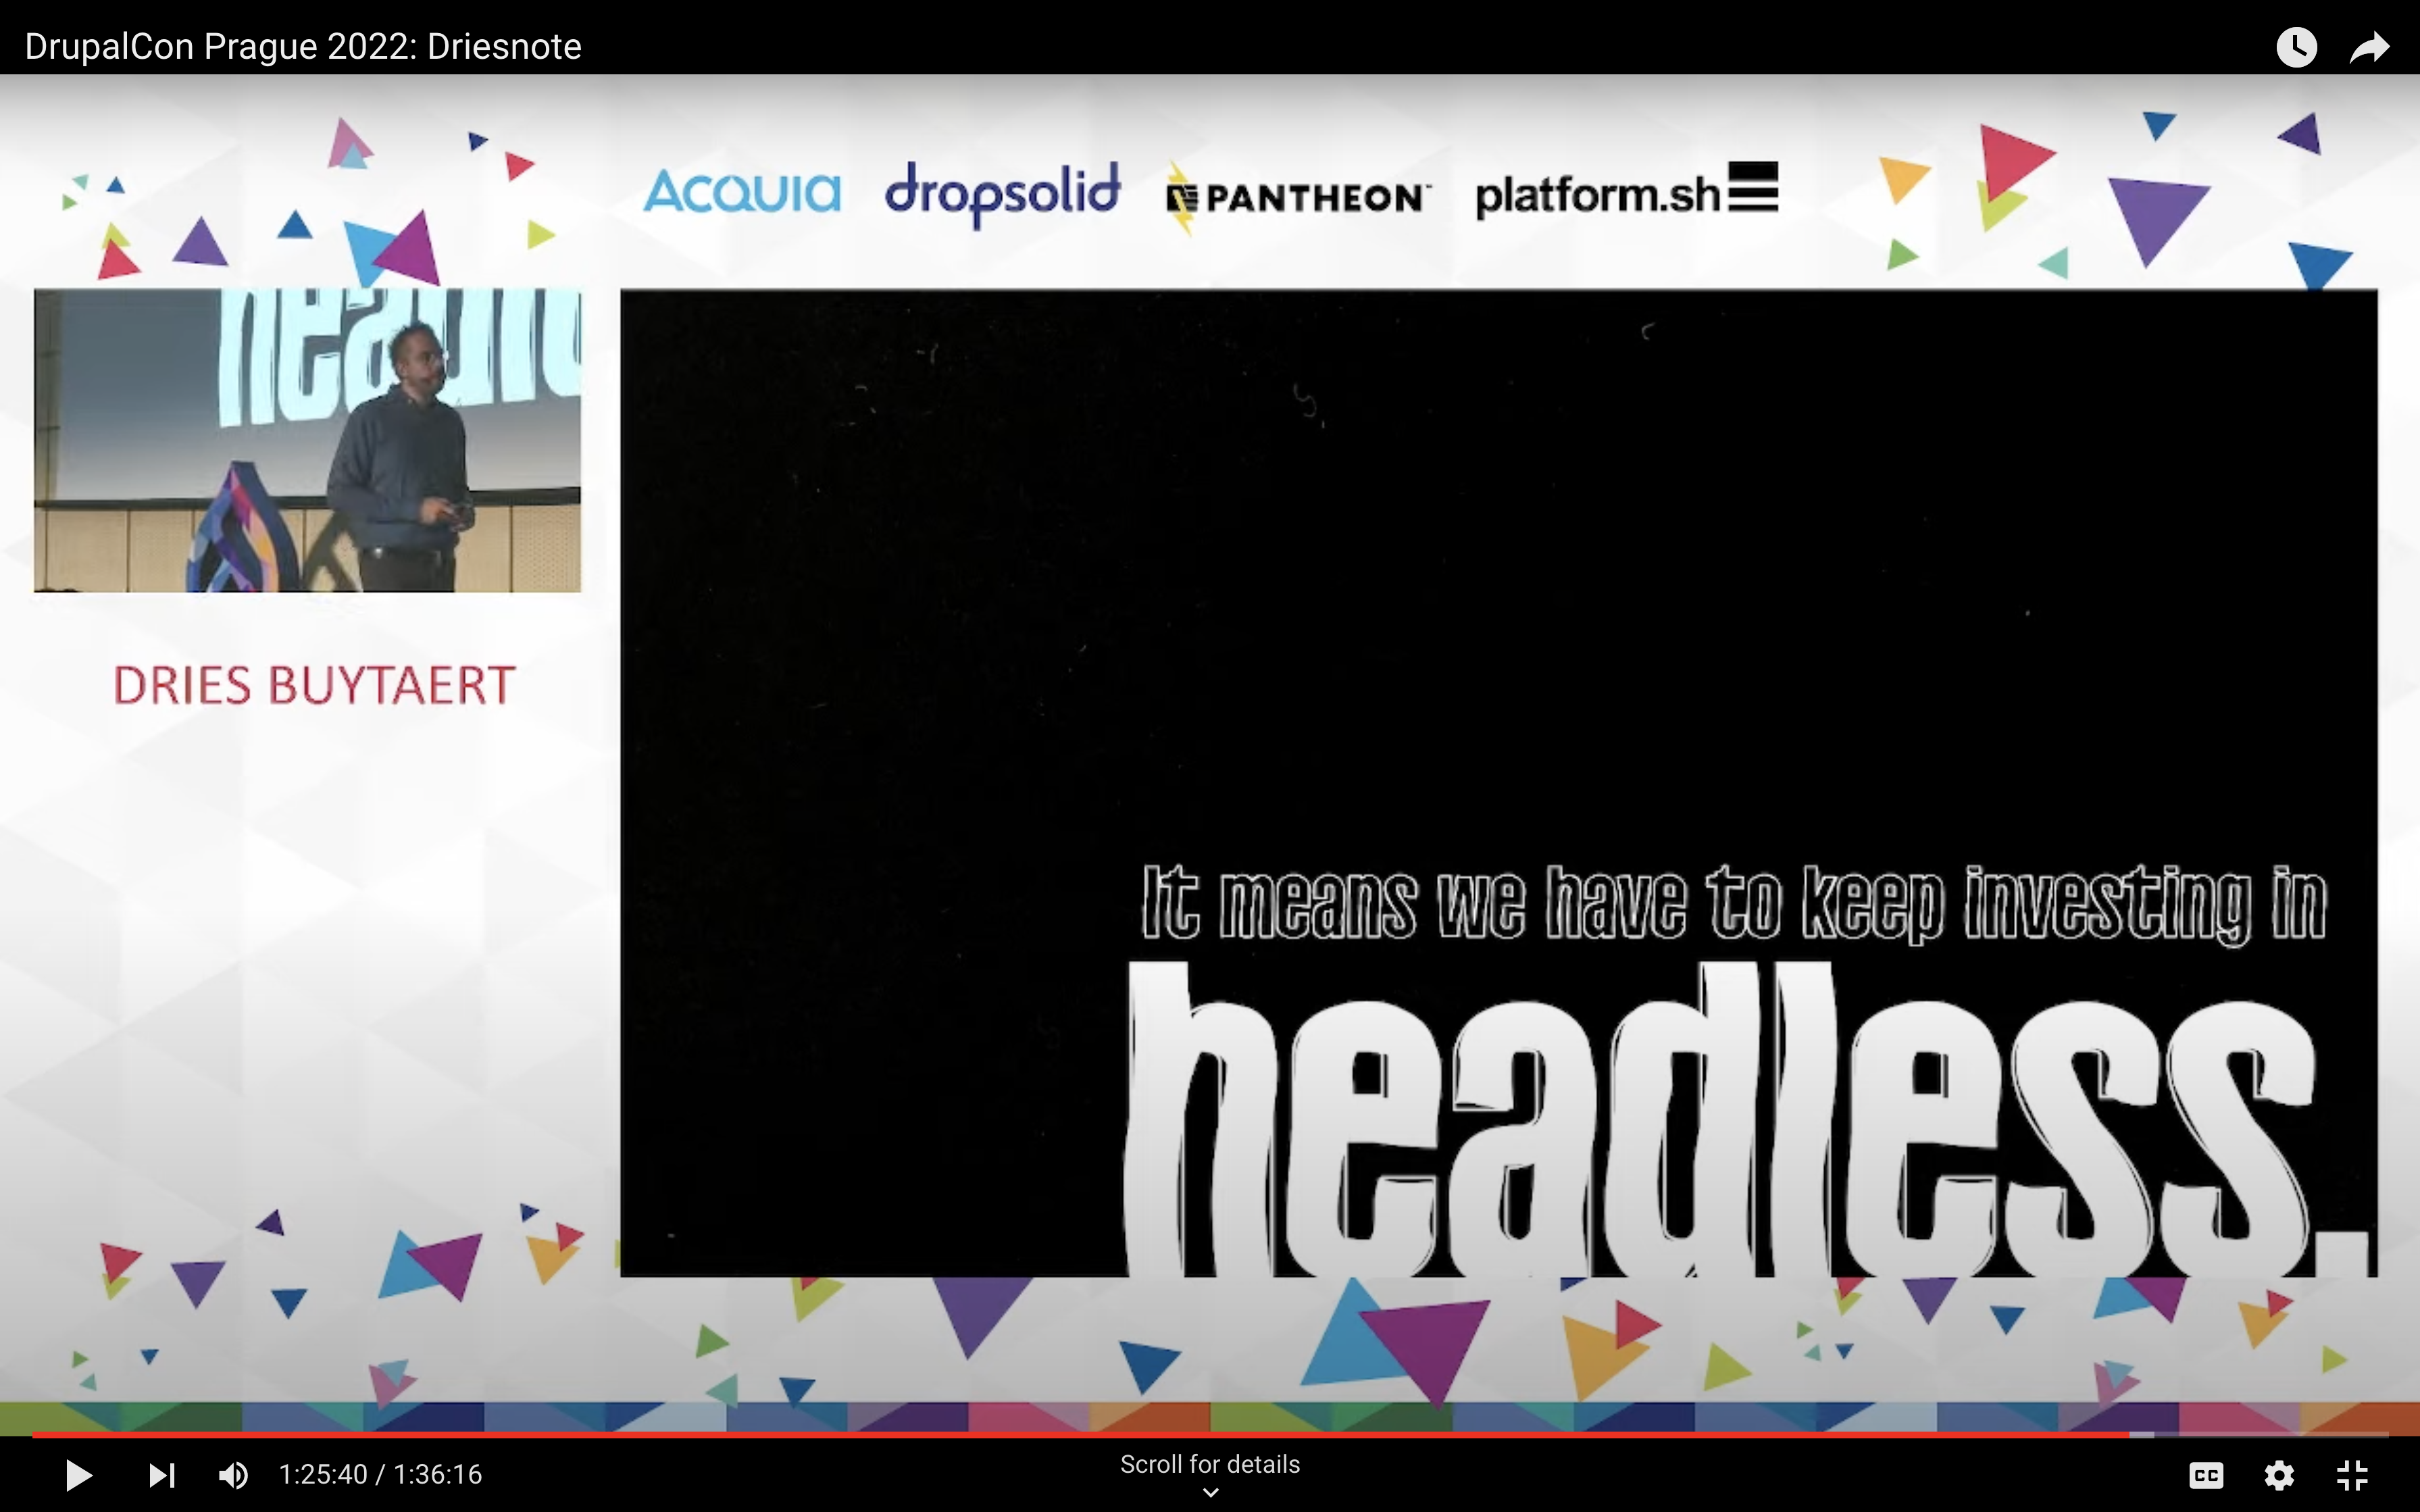 DrupalCon Prague 2022: Driesnote
ACQUIA dropsolid PANTHEON platform.sh
DRIES BUYTAERT
It means we have to keep investing in
headless.
1:25:40 / 1:36:16
Scroll for details
CC